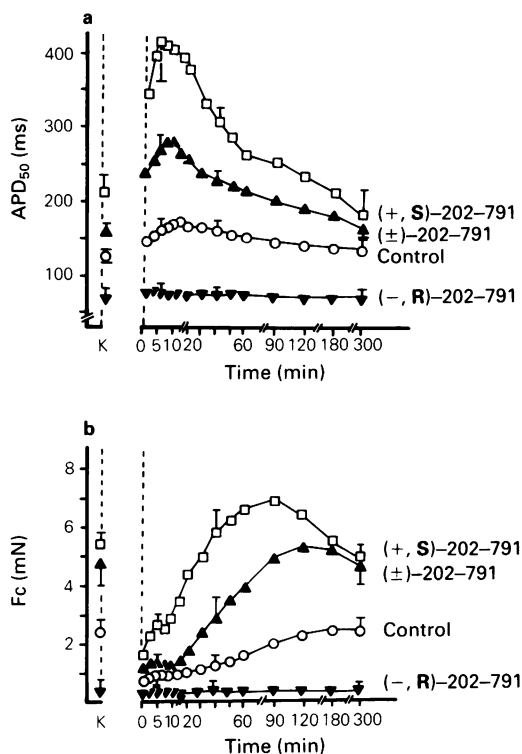 a
400
300
200
100
APD50 (ms)
(+, S)–202–791
(±)–202–791
Control
(−, R)–202–791
K 0 5 10 20 60 90 120 180 300
Time (min)
b
8
6
4
2
Fc (mN)
(+, S)–202–791
(±)–202–791
Control
(−, R)–202–791
K 0 5 10 20 60 90 120 180 300
Time (min)